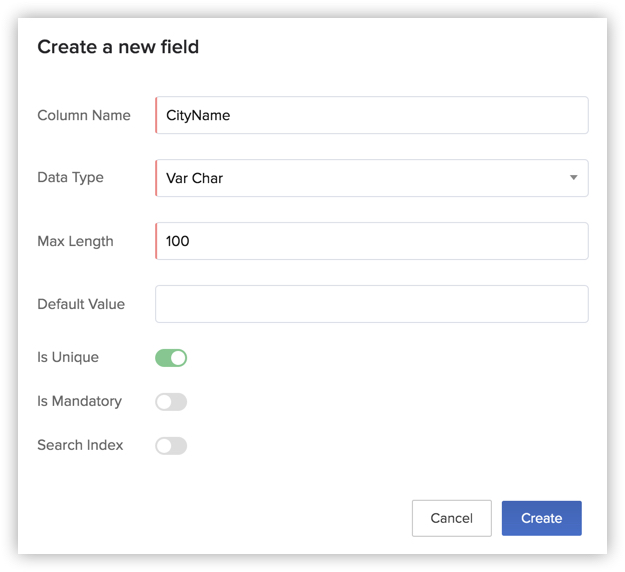 Create a new field
Column Name CityName
Data Type Var Char
Max Length 100
Default Value
Is Unique
Is Mandatory
Search Index
Cancel Create